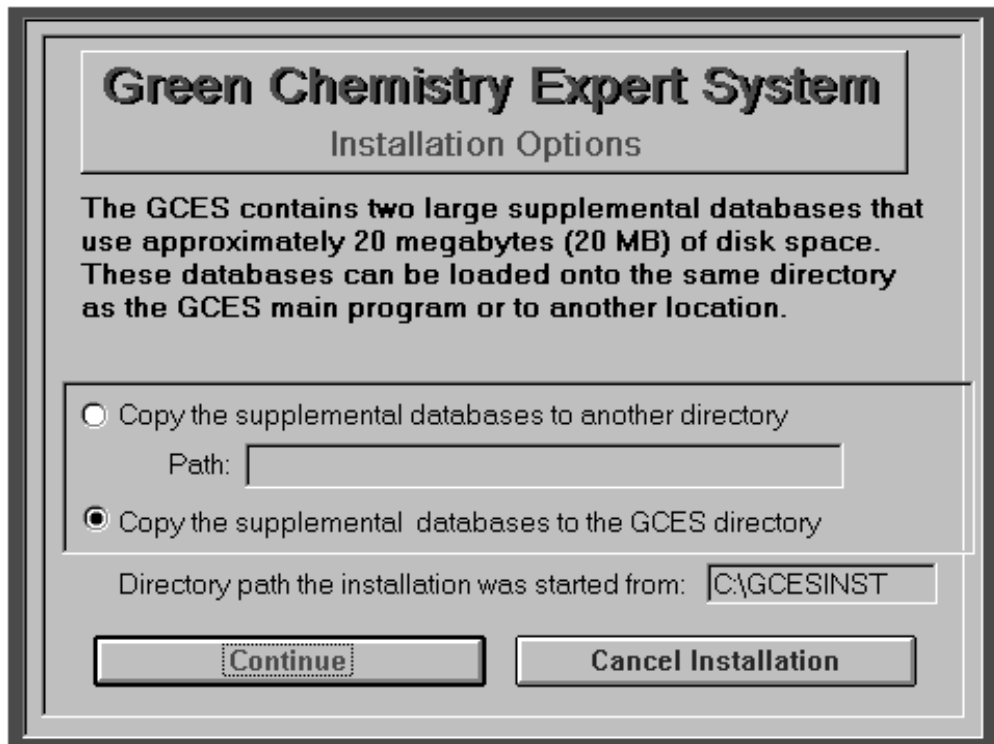 Green Chemistry Expert System
Installation Options
The GCES contains two large supplemental databases that
use approximately 20 megabytes (20 MB) of disk space.
These databases can be loaded onto the same directory
as the GCES main program or to another location.
Copy the supplemental databases to another directory
Path:
Copy the supplemental databases to the GCES directory
Directory path the installation was started from: C:\GCESINST
Continue Cancel Installation